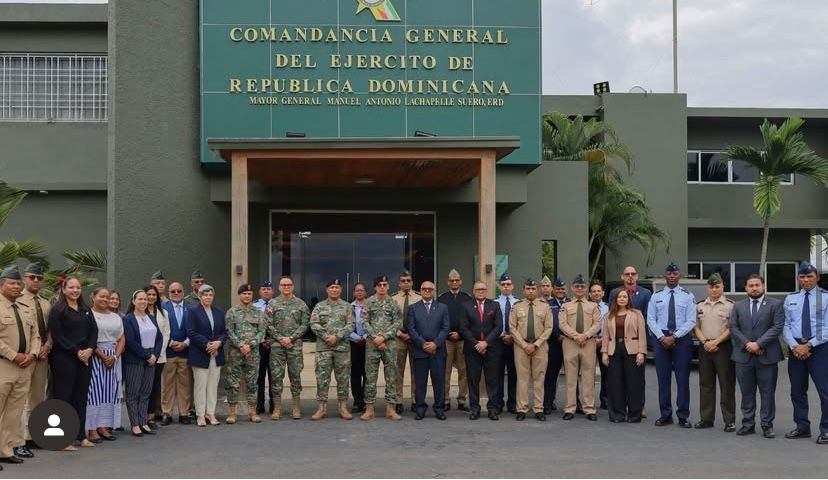 COMANDANCIA GENERAL
DEL EJERCITO DE
REPUBLICA DOMINICANA
MAYOR GENERAL MANUEL ANTONIO LACHAPELLE SUERO, ERD